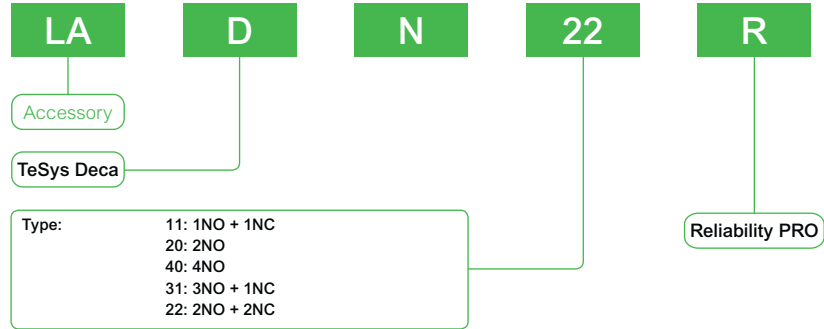 LA D N 22 R
Accessory
TeSys Deca
Type: 11: 1NO + 1NC
20: 2NO
40: 4NO
31: 3NO + 1NC
22: 2NO + 2NC
Reliability PRO